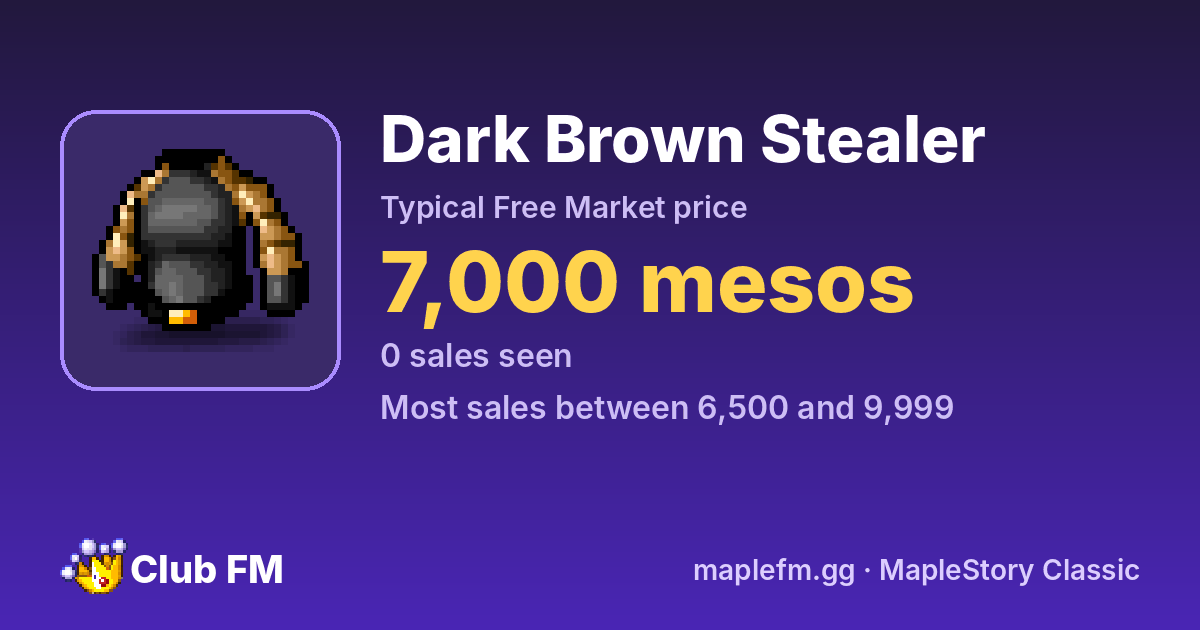 Dark Brown Stealer
Typical Free Market price
7,000 mesos
0 sales seen
Most sales between 6,500 and 9,999
Club FM
maplefm.gg · MapleStory Classic